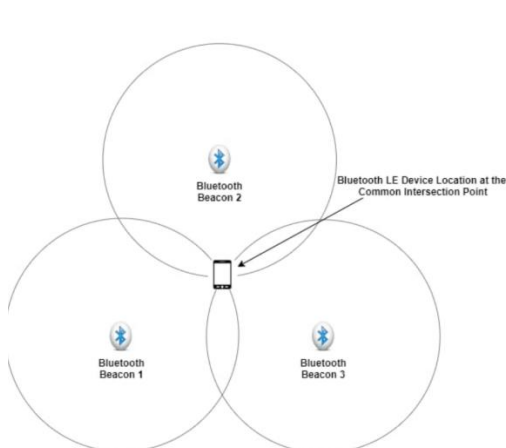 Bluetooth
Beacon 2
Bluetooth LE Device Location at the
Common Intersection Point
Bluetooth
Beacon 1
Bluetooth
Beacon 3